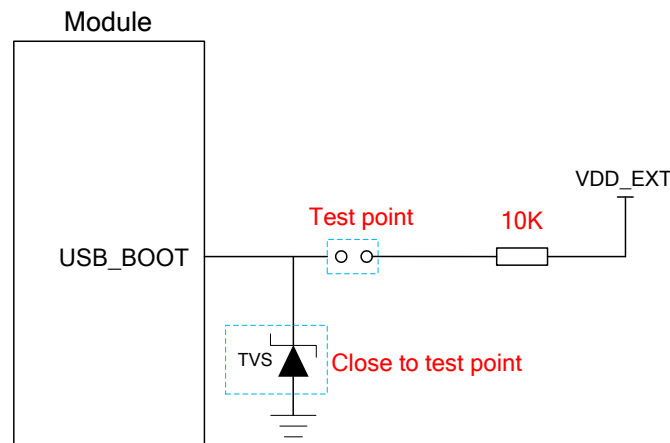 Module
VDD_EXT
Test point
10K
USB_BOOT
TVS
Close to test point